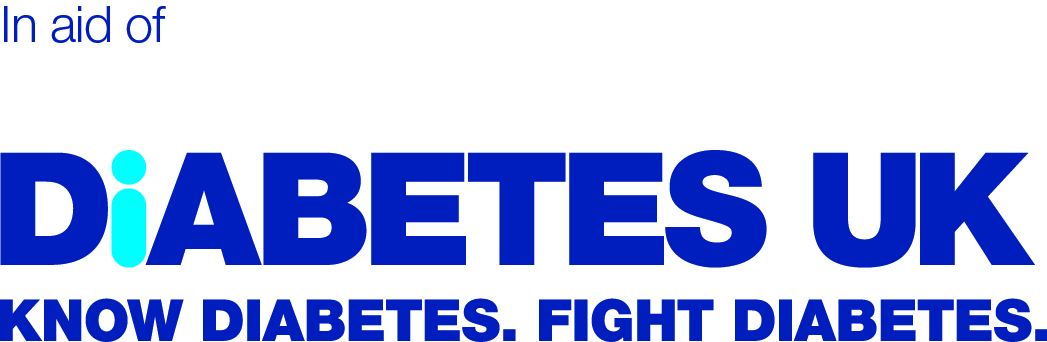 In aid of
DiABETES UK
KNOW DIABETES. FIGHT DIABETES.